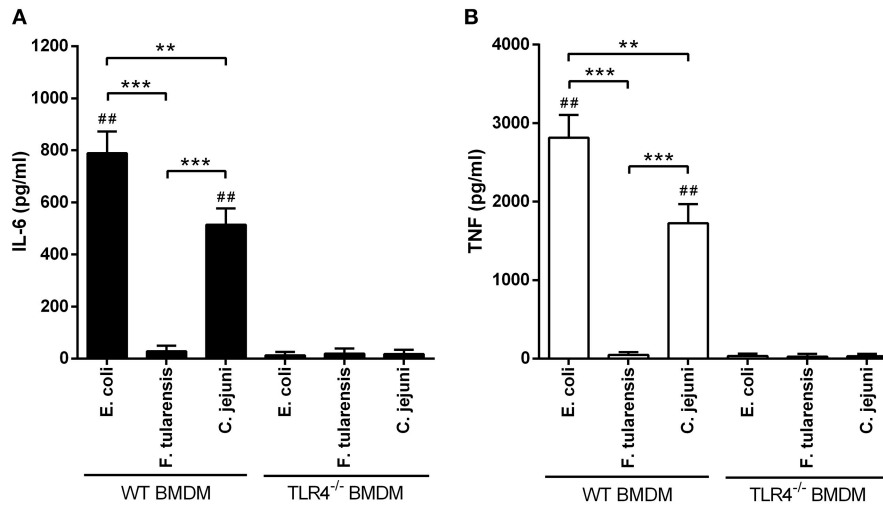 A
1200
1000
800
600
400
200
0
IL-6 (pg/ml)
**
***
##
***
##
E. coli
F. tularensis
C. jejuni
E. coli
F. tularensis
C. jejuni
WT BMDM
TLR4-/- BMDM
B
4000
3000
2000
1000
0
TNF (pg/ml)
**
***
##
***
##
E. coli
F. tularensis
C. jejuni
E. coli
F. tularensis
C. jejuni
WT BMDM
TLR4-/- BMDM